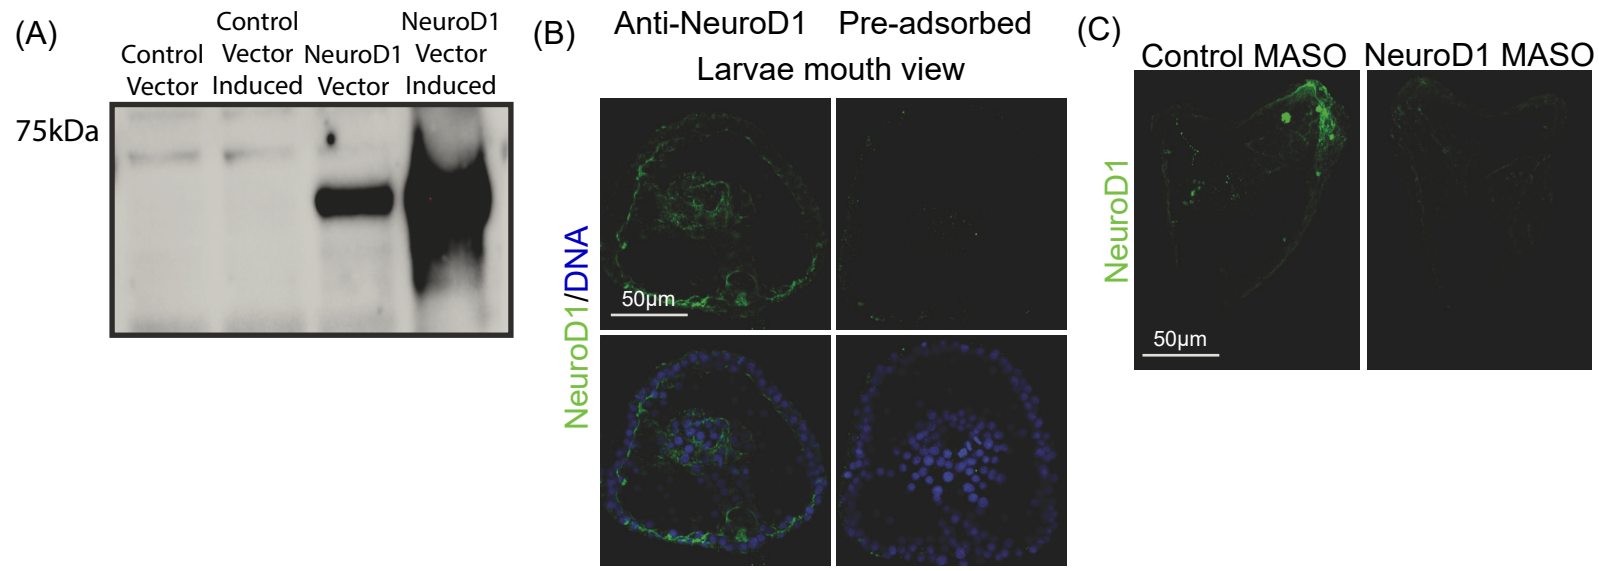 (A)
Control
Vector
Control
Vector
Induced
NeuroD1
Vector
NeuroD1
Vector
Induced
75kDa
(B)
Anti-NeuroD1
Pre-adsorbed
Larvae mouth view
NeuroD1/DNA
50µm
(C)
Control MASO
NeuroD1 MASO
NeuroD1
50µm